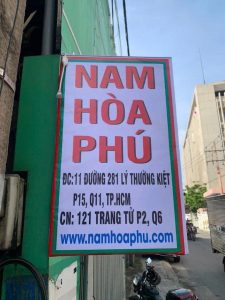 NAM
HÒA
PHÚ
ĐC:11 ĐƯỜNG 281 LÝ THƯỜNG KIỆT
P15, Q11, TP.HCM
CN: 121 TRANG TỬ P2, Q6
www.namhoaphu.com